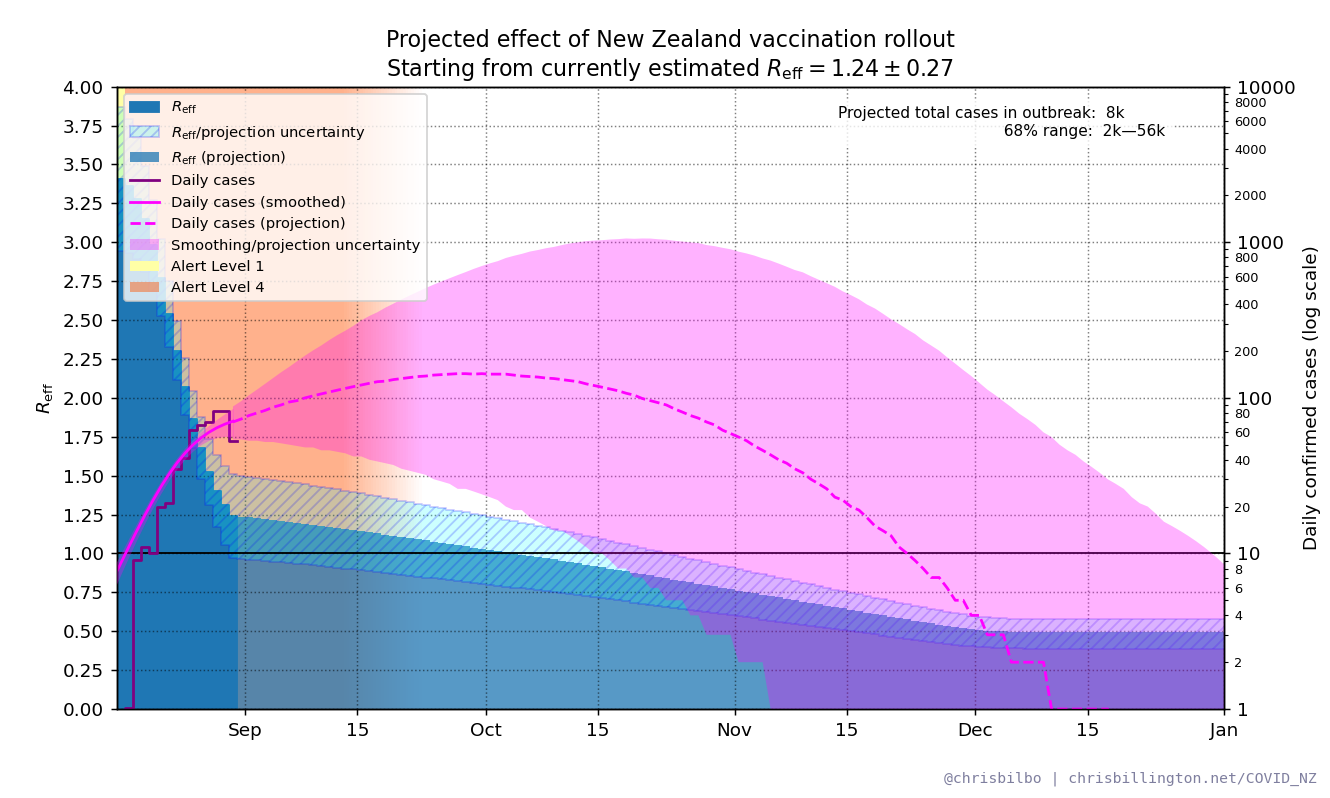 Projected effect of New Zealand vaccination rollout
Starting from currently estimated Reff = 1.24 ± 0.27
Projected total cases in outbreak: 8k
68% range: 2k—56k
Reff
Reff/projection uncertainty
Reff (projection)
Daily cases
Daily cases (smoothed)
Daily cases (projection)
Smoothing/projection uncertainty
Alert Level 1
Alert Level 4
Reff
4.00
3.75
3.50
3.25
3.00
2.75
2.50
2.25
2.00
1.75
1.50
1.25
1.00
0.75
0.50
0.25
0.00
10000
8000
6000
4000
2000
1000
800
600
400
200
100
80
60
40
20
10
8
6
4
2
1
Daily confirmed cases (log scale)
Sep 15 Oct 15 Nov 15 Dec 15 Jan
@chrisbilbo | chrisbillington.net/COVID_NZ